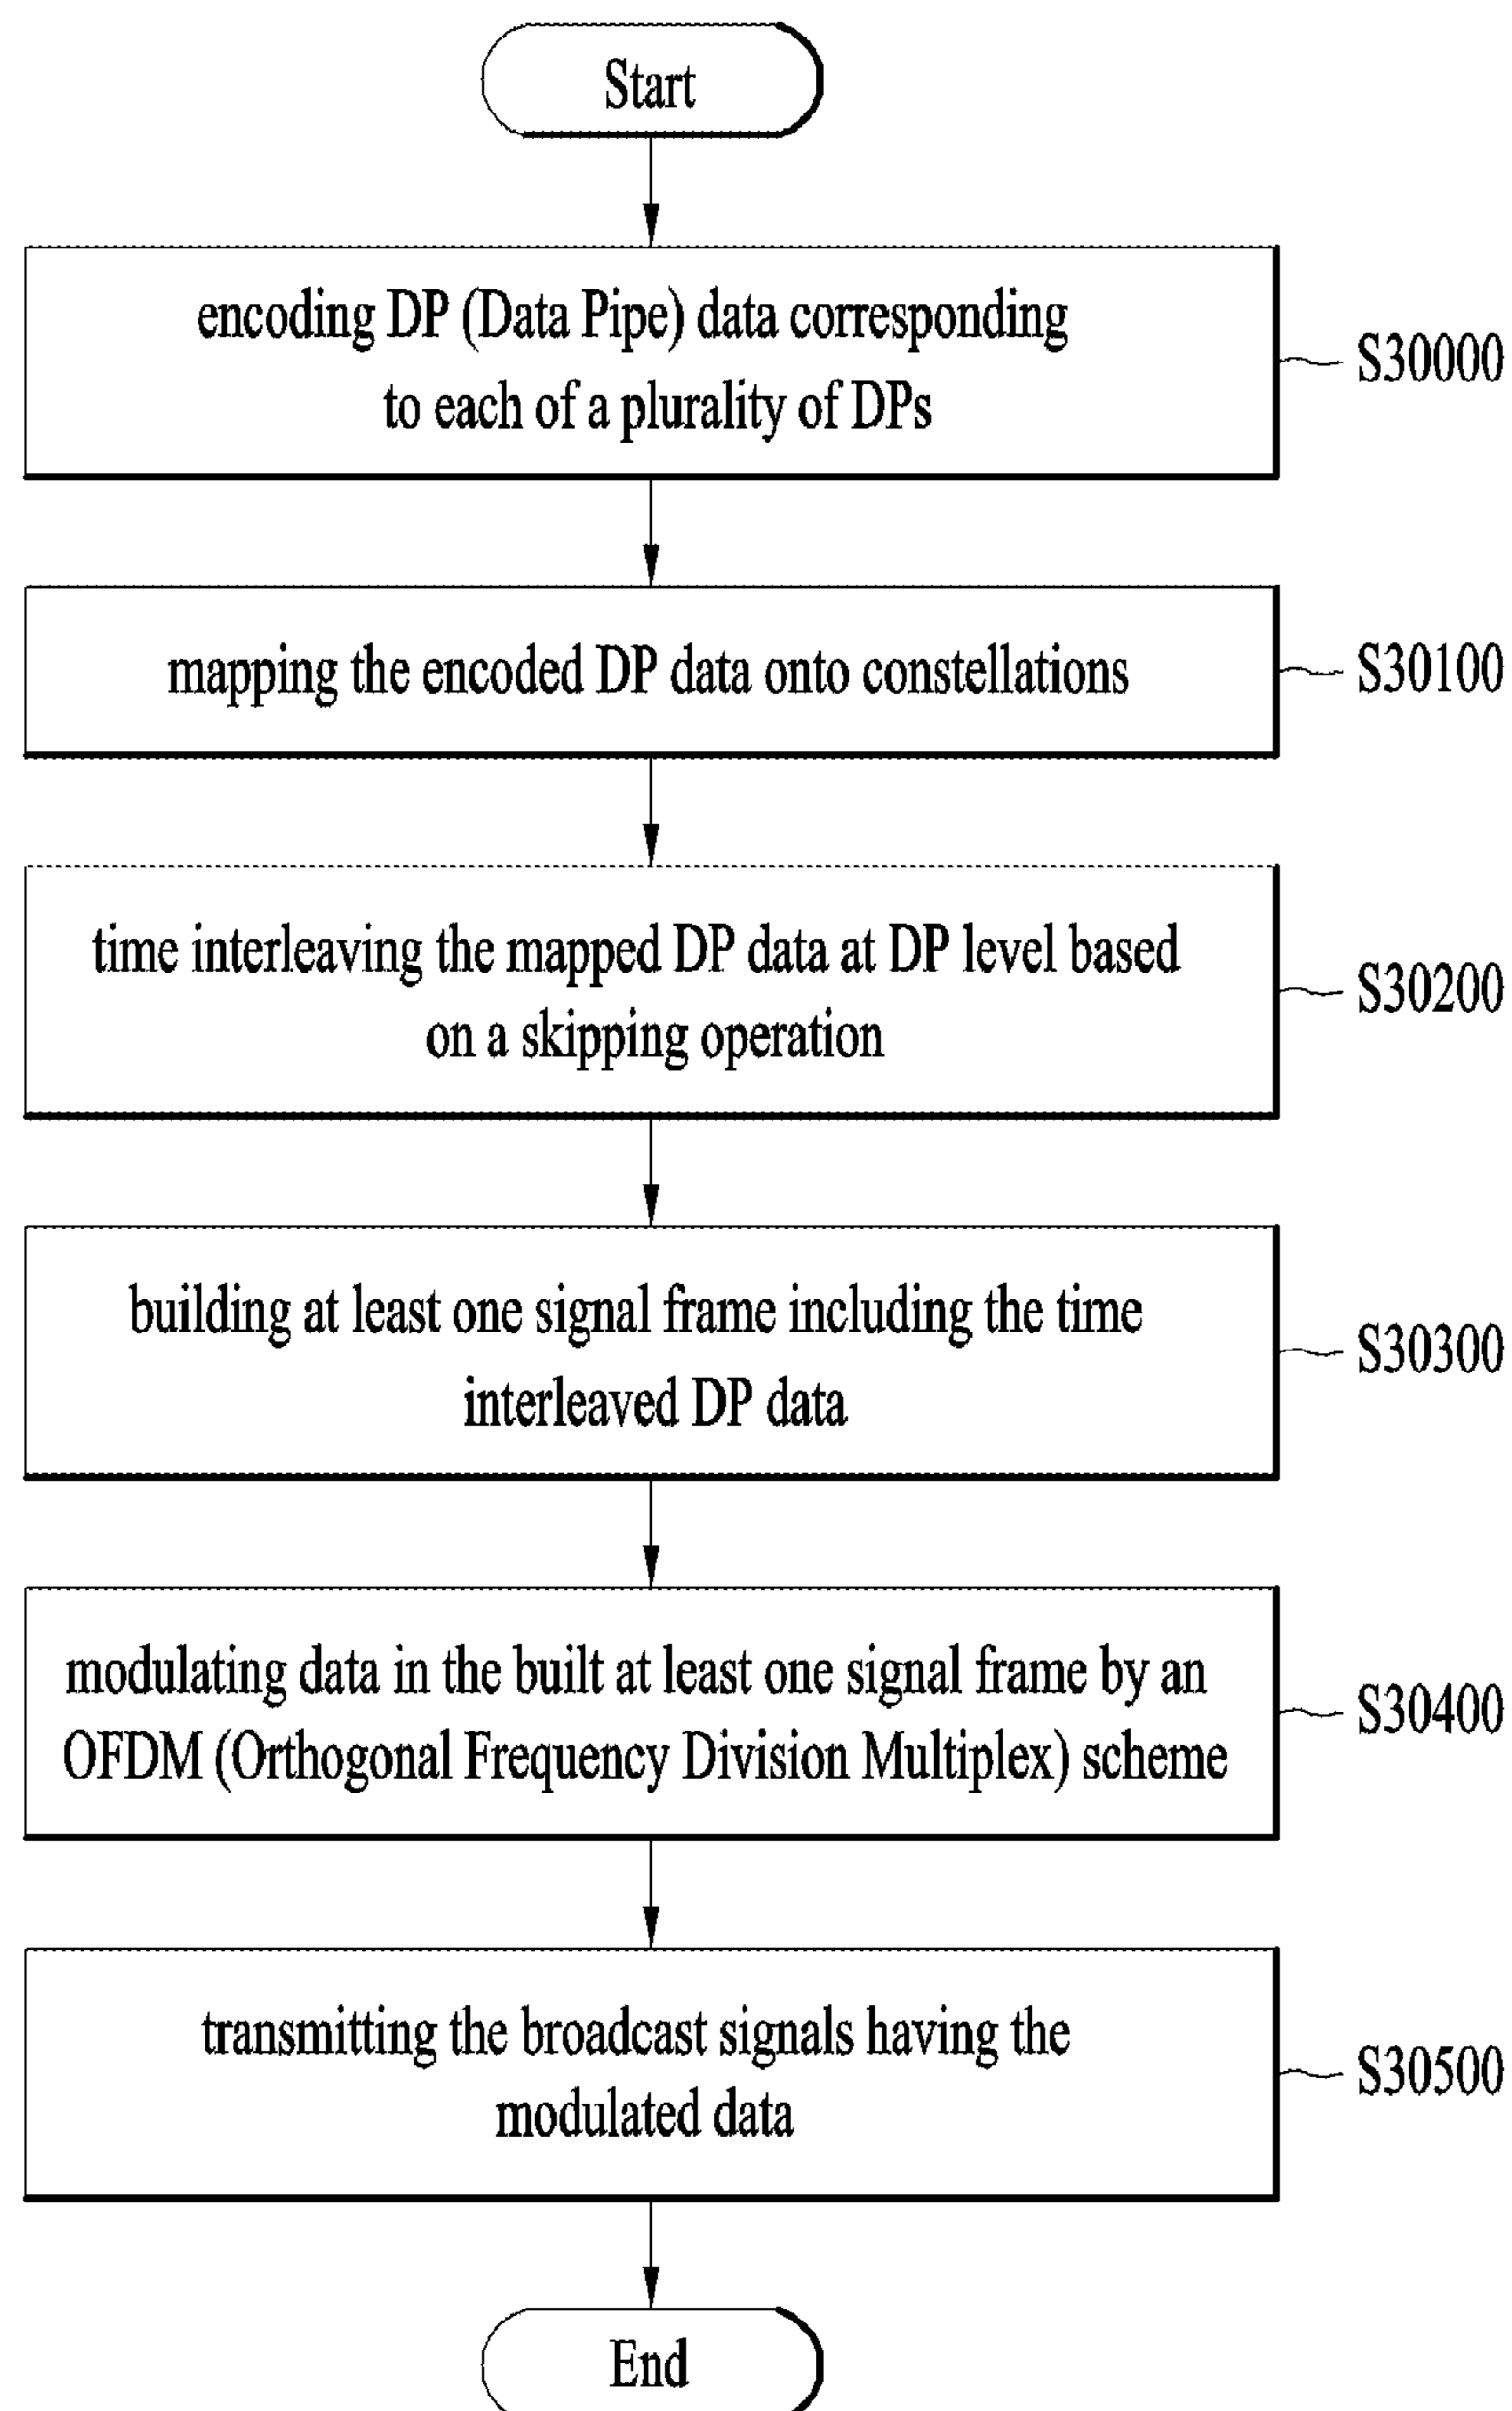 Start
encoding DP (Data Pipe) data corresponding
to each of a plurality of DPs
S30000
mapping the encoded DP data onto constellations
S30100
time interleaving the mapped DP data at DP level based
on a skipping operation
S30200
building at least one signal frame including the time
interleaved DP data
S30300
modulating data in the built at least one signal frame by an
OFDM (Orthogonal Frequency Division Multiplex) scheme
S30400
transmitting the broadcast signals having the
modulated data
S30500
End